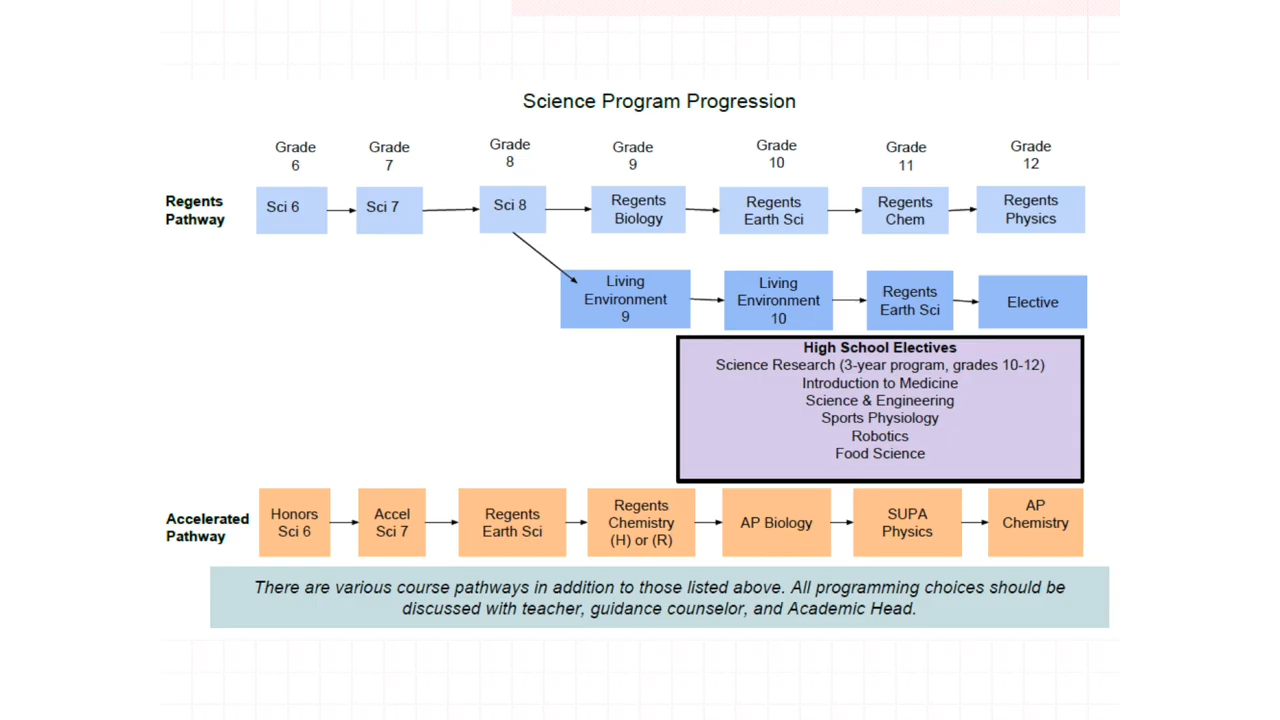 Science Program Progression
Grade
6
Grade
7
Grade
8
Grade
9
Grade
10
Grade
11
Grade
12
Regents
Pathway
Sci 6
Sci 7
Sci 8
Regents
Biology
Regents
Earth Sci
Regents
Chem
Regents
Physics
Living
Environment
9
Living
Environment
10
Regents
Earth Sci
Elective
High School Electives
Science Research (3-year program, grades 10-12)
Introduction to Medicine
Science & Engineering
Sports Physiology
Robotics
Food Science
Accelerated
Pathway
Honors
Sci 6
Accel
Sci 7
Regents
Earth Sci
Regents
Chemistry
(H) or (R)
AP Biology
SUPA
Physics
AP
Chemistry
There are various course pathways in addition to those listed above. All programming choices should be
discussed with teacher, guidance counselor, and Academic Head.